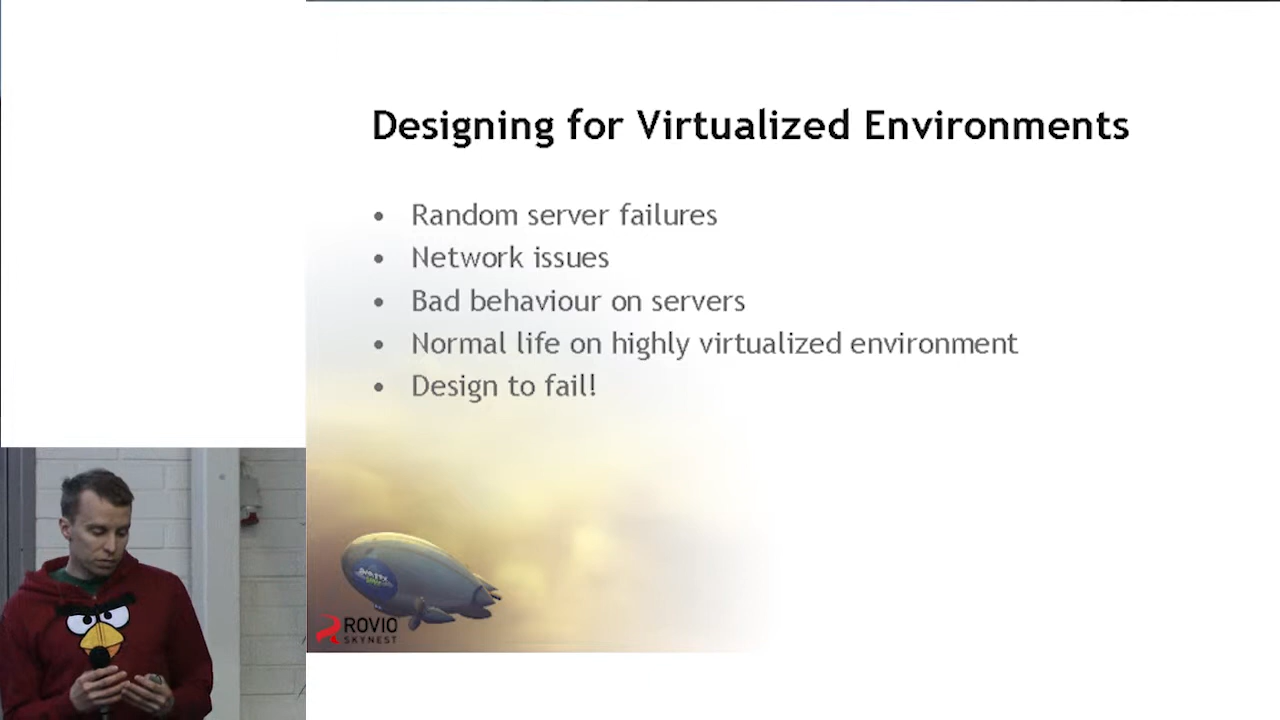 Designing for Virtualized Environments
• Random server failures
• Network issues
• Bad behaviour on servers
• Normal life on highly virtualized environment
• Design to fail!
ROVIO
SKYNEST